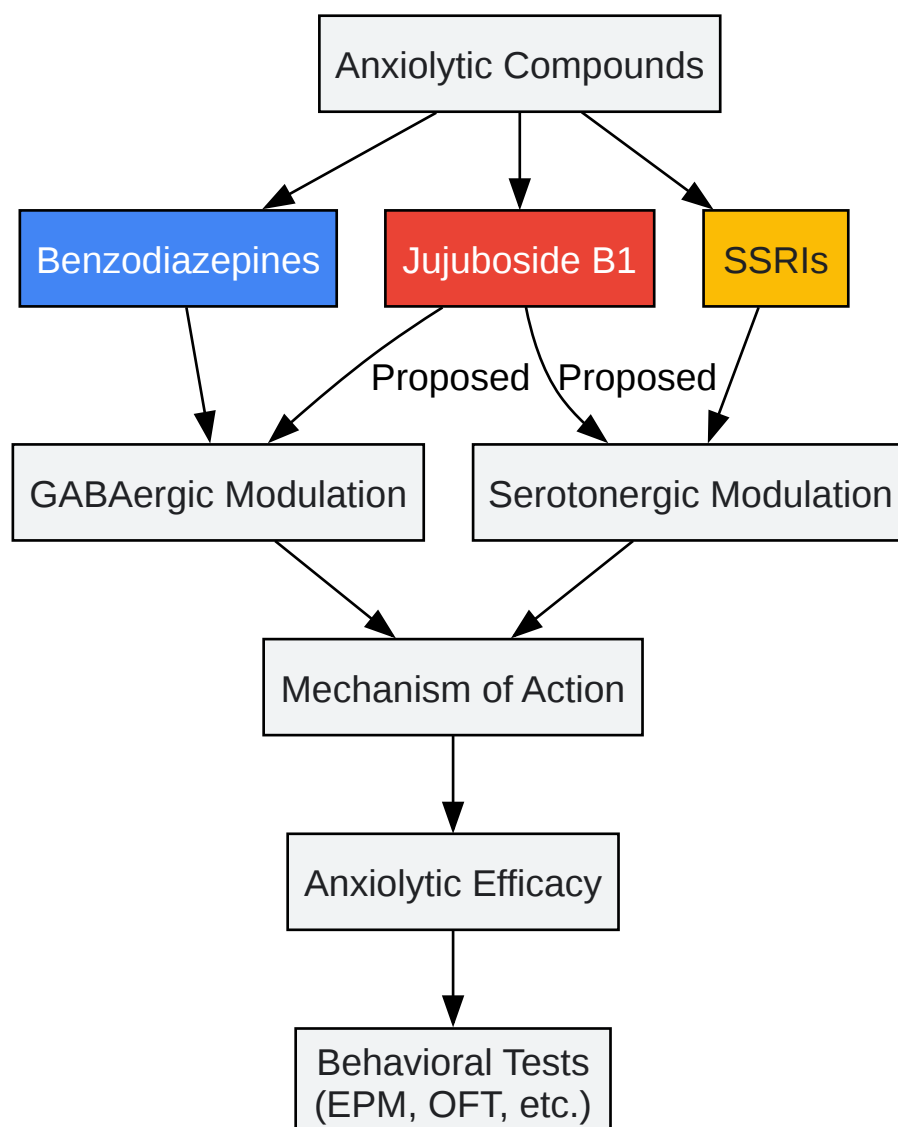 Anxiolytic Compounds
Benzodiazepines
Jujuboside B1
SSRIs
Proposed
Proposed
GABAergic Modulation
Serotonergic Modulation
Mechanism of Action
Anxiolytic Efficacy
Behavioral Tests
(EPM, OFT, etc.)